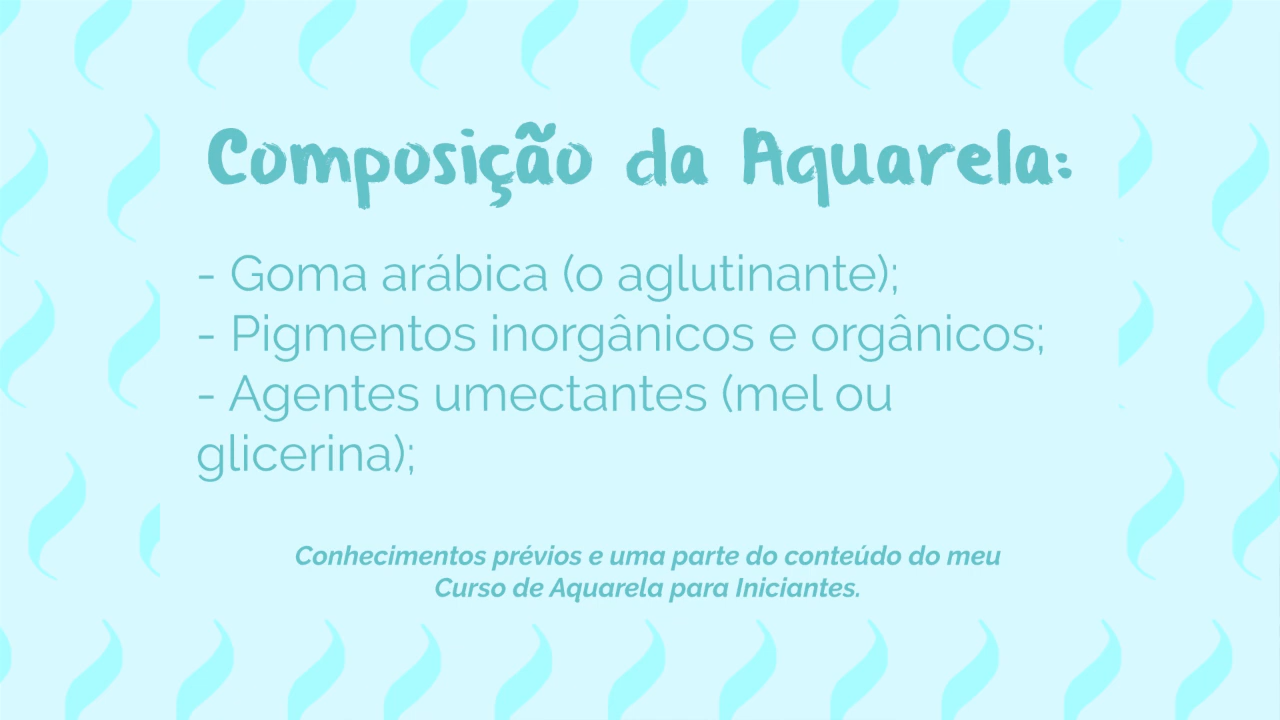 Composição da Aquarela:
- Goma arábica (o aglutinante);
- Pigmentos inorgânicos e orgânicos;
- Agentes umectantes (mel ou
glicerina);
Conhecimentos prévios e uma parte do conteúdo do meu
Curso de Aquarela para Iniciantes.